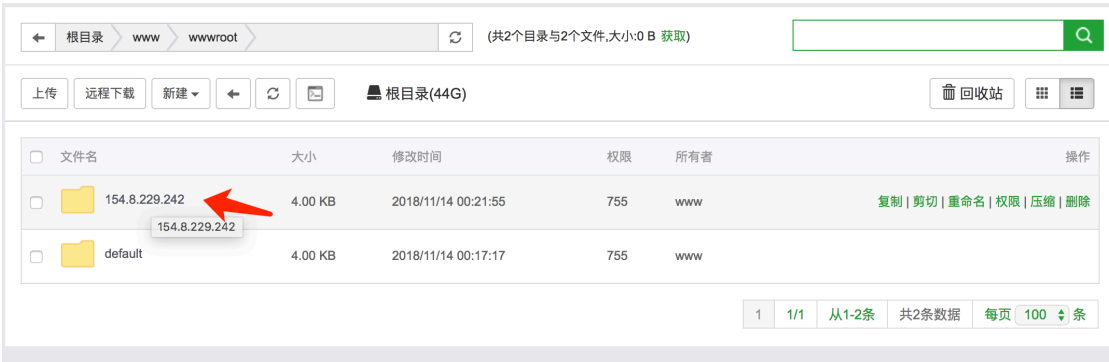 根目录 www wwwroot (共2个目录与2个文件,大小:0 B 获取)
上传 远程下载 新建 根目录(44G) 回收站
文件名 大小 修改时间 权限 所有者 操作
154.8.229.242 4.00 KB 2018/11/14 00:21:55 755 www 复制 | 剪切 | 重命名 | 权限 | 压缩 | 删除
154.8.229.242
default 4.00 KB 2018/11/14 00:17:17 755 www
1 1/1 从1-2条 共2条数据 每页 100 条